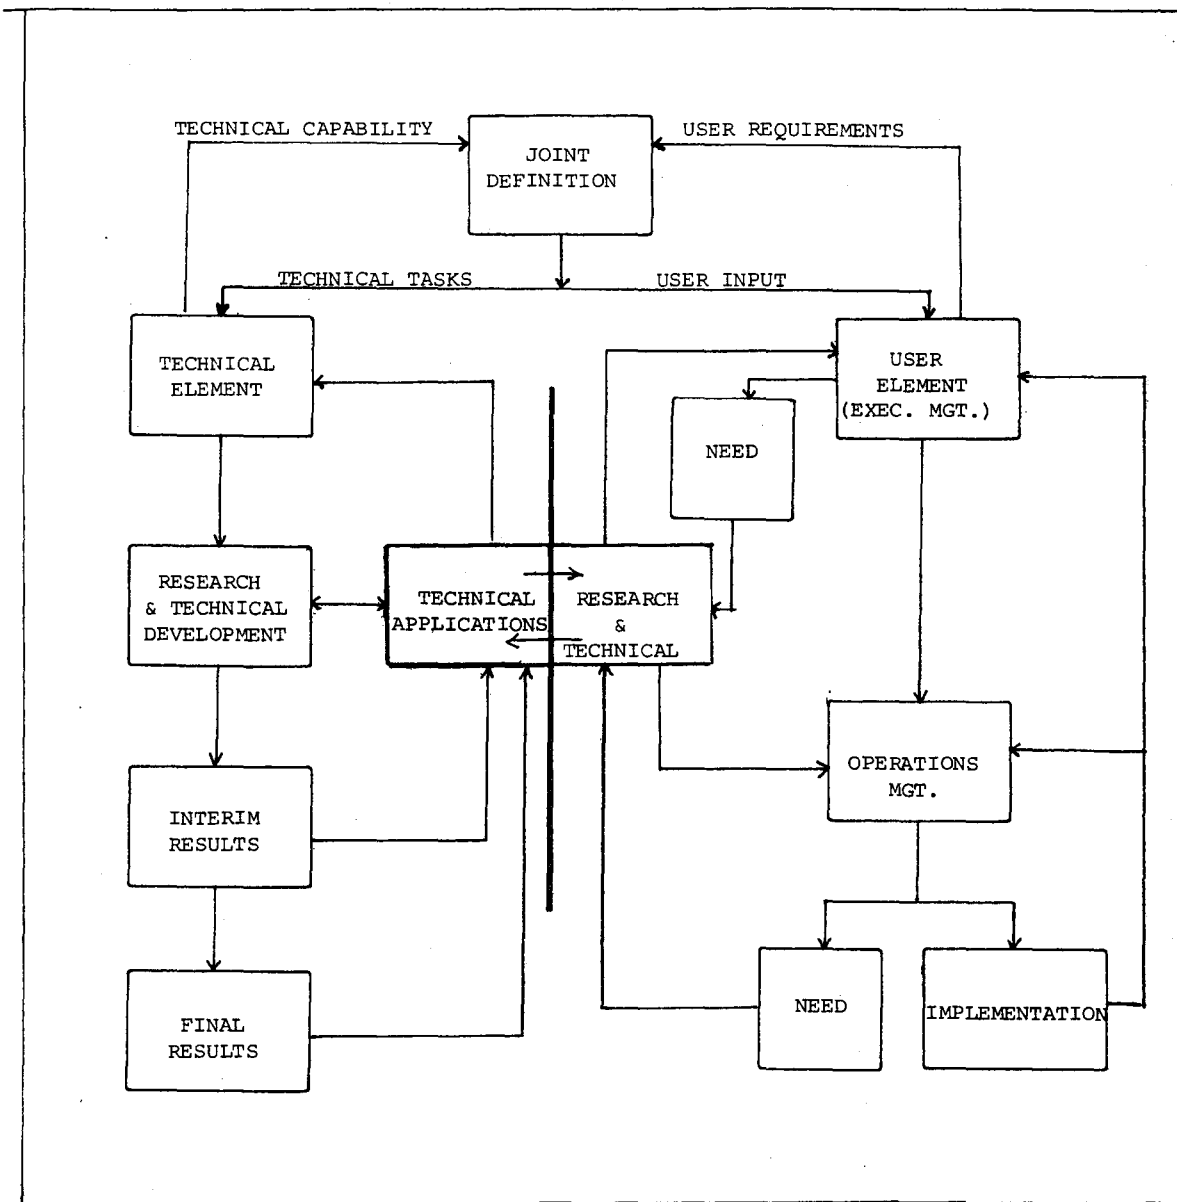 TECHNICAL CAPABILITY
USER REQUIREMENTS
JOINT
DEFINITION
TECHNICAL TASKS
USER INPUT
TECHNICAL
ELEMENT
USER
ELEMENT
(EXEC. MGT.)
NEED
RESEARCH
& TECHNICAL
DEVELOPMENT
TECHNICAL
APPLICATIONS
RESEARCH
&
TECHNICAL
OPERATIONS
MGT.
INTERIM
RESULTS
NEED
IMPLEMENTATION
FINAL
RESULTS